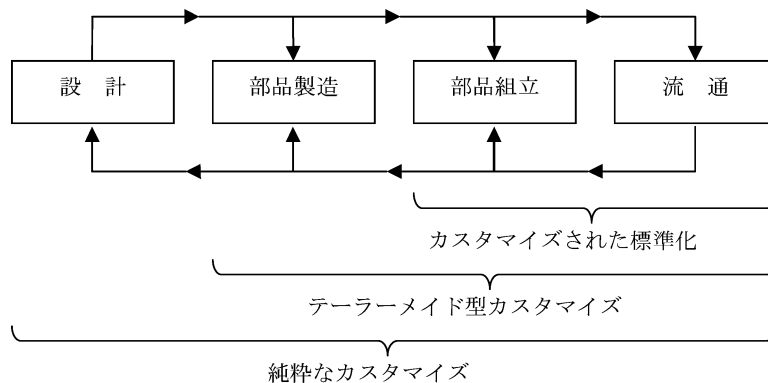 設 計 部品製造 部品組立 流 通
カスタマイズされた標準化
テーラーメイド型カスタマイズ
純粋なカスタマイズ